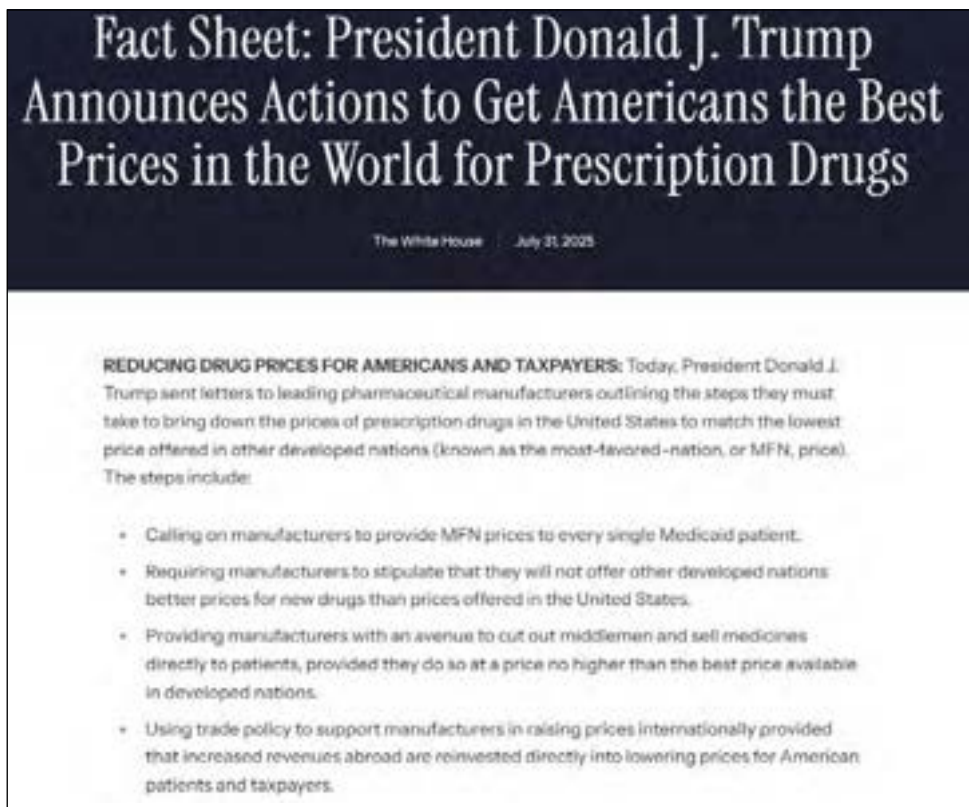 Fact Sheet: President Donald J. Trump
Announces Actions to Get Americans the Best
Prices in the World for Prescription Drugs
The White House July 31, 2025
REDUCING DRUG PRICES FOR AMERICANS AND TAXPAYERS: Today, President Donald J.
Trump sent letters to leading pharmaceutical manufacturers outlining the steps they must
take to bring down the prices of prescription drugs in the United States to match the lowest
price offered in other developed nations (known as the most-favored-nation, or MFN, price).
The steps include:
• Calling on manufacturers to provide MFN prices to every single Medicaid patient.
• Requiring manufacturers to stipulate that they will not offer other developed nations
better prices for new drugs than prices offered in the United States.
• Providing manufacturers with an avenue to cut out middlemen and sell medicines
directly to patients, provided they do so at a price no higher than the best price available
in developed nations.
• Using trade policy to support manufacturers in raising prices internationally provided
that increased revenues abroad are reinvested directly into lowering prices for American
patients and taxpayers.